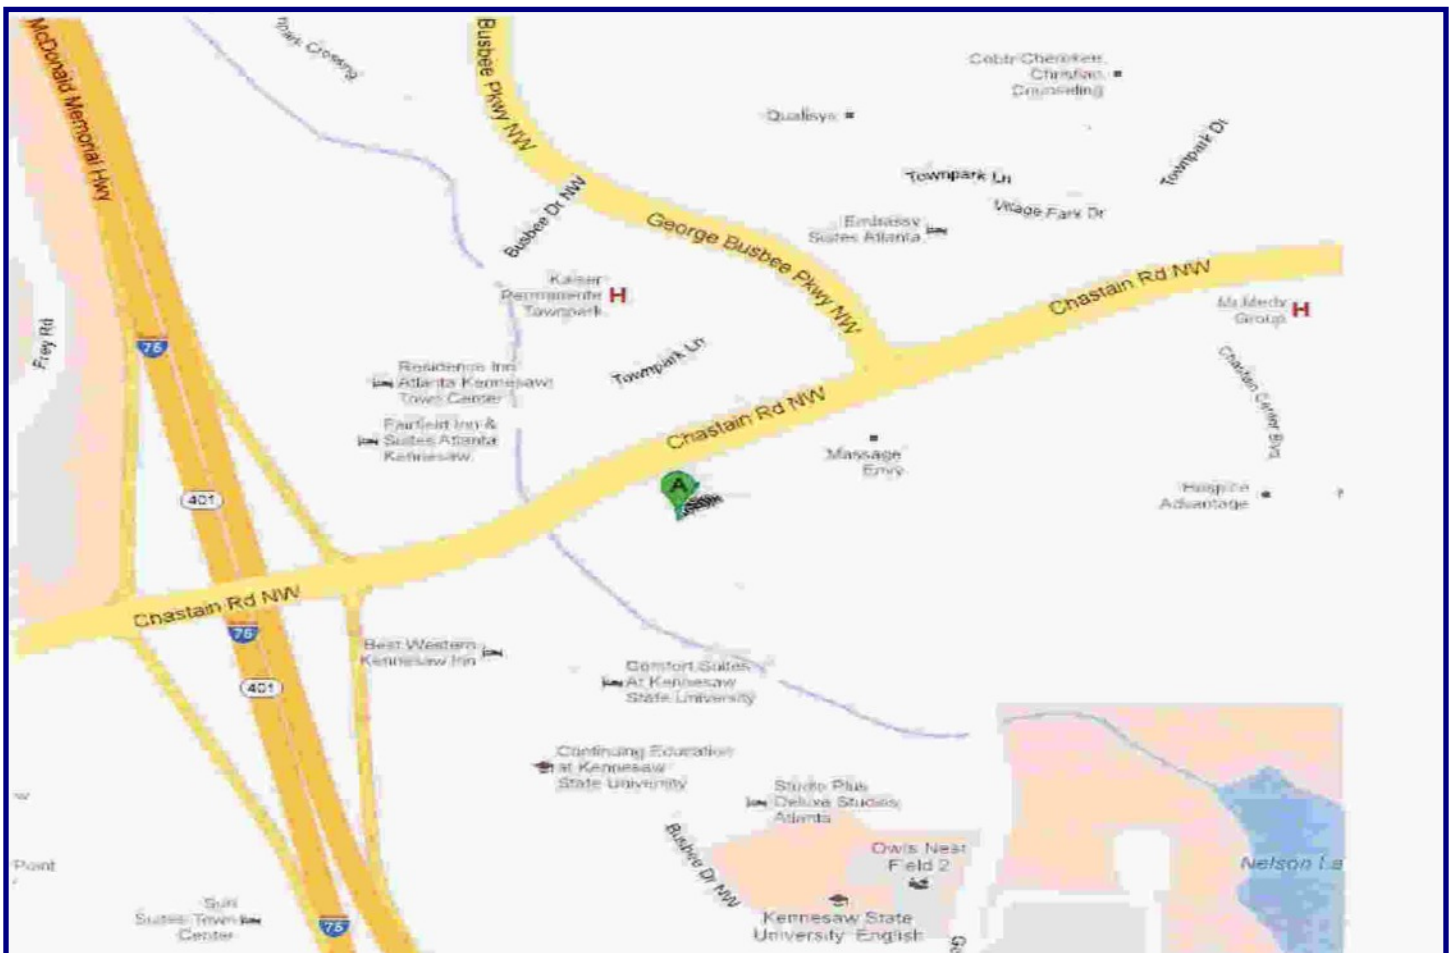 McDonald Memorial Hwy
Crossing
Busbee Pkwy NW
Cobb-Cherokee
Christian
Counseling
Qualisys
Townpark Dr
Townpark Ln
Village Park Dr
Busbee Dr NW
George Busbee Pkwy NW
Embassy
Suites Atlanta
Chastain Rd NW
Kaiser
Permanente
Townpark
H
Group
H
Frey Rd
75
Residence Inn
Atlanta Kennesaw
Town Center
Townpark Ln
Chastain Center Blvd
Fairfield Inn &
Suites Atlanta
Kennesaw
Chastain Rd NW
Massage
Envy
A
401
Hospice
Advantage
Chastain Rd NW
75
Best Western
Kennesaw Inn
Comfort Suites
At Kennesaw
State University
401
Continuing Education
at Kennesaw
State University
Studio Plus
Deluxe Studios
Atlanta
Busbee Dr NW
Owls Nest
Field 2
Nelson La
Point
Sun
Suites Town
Center
75
Kennesaw State
University English